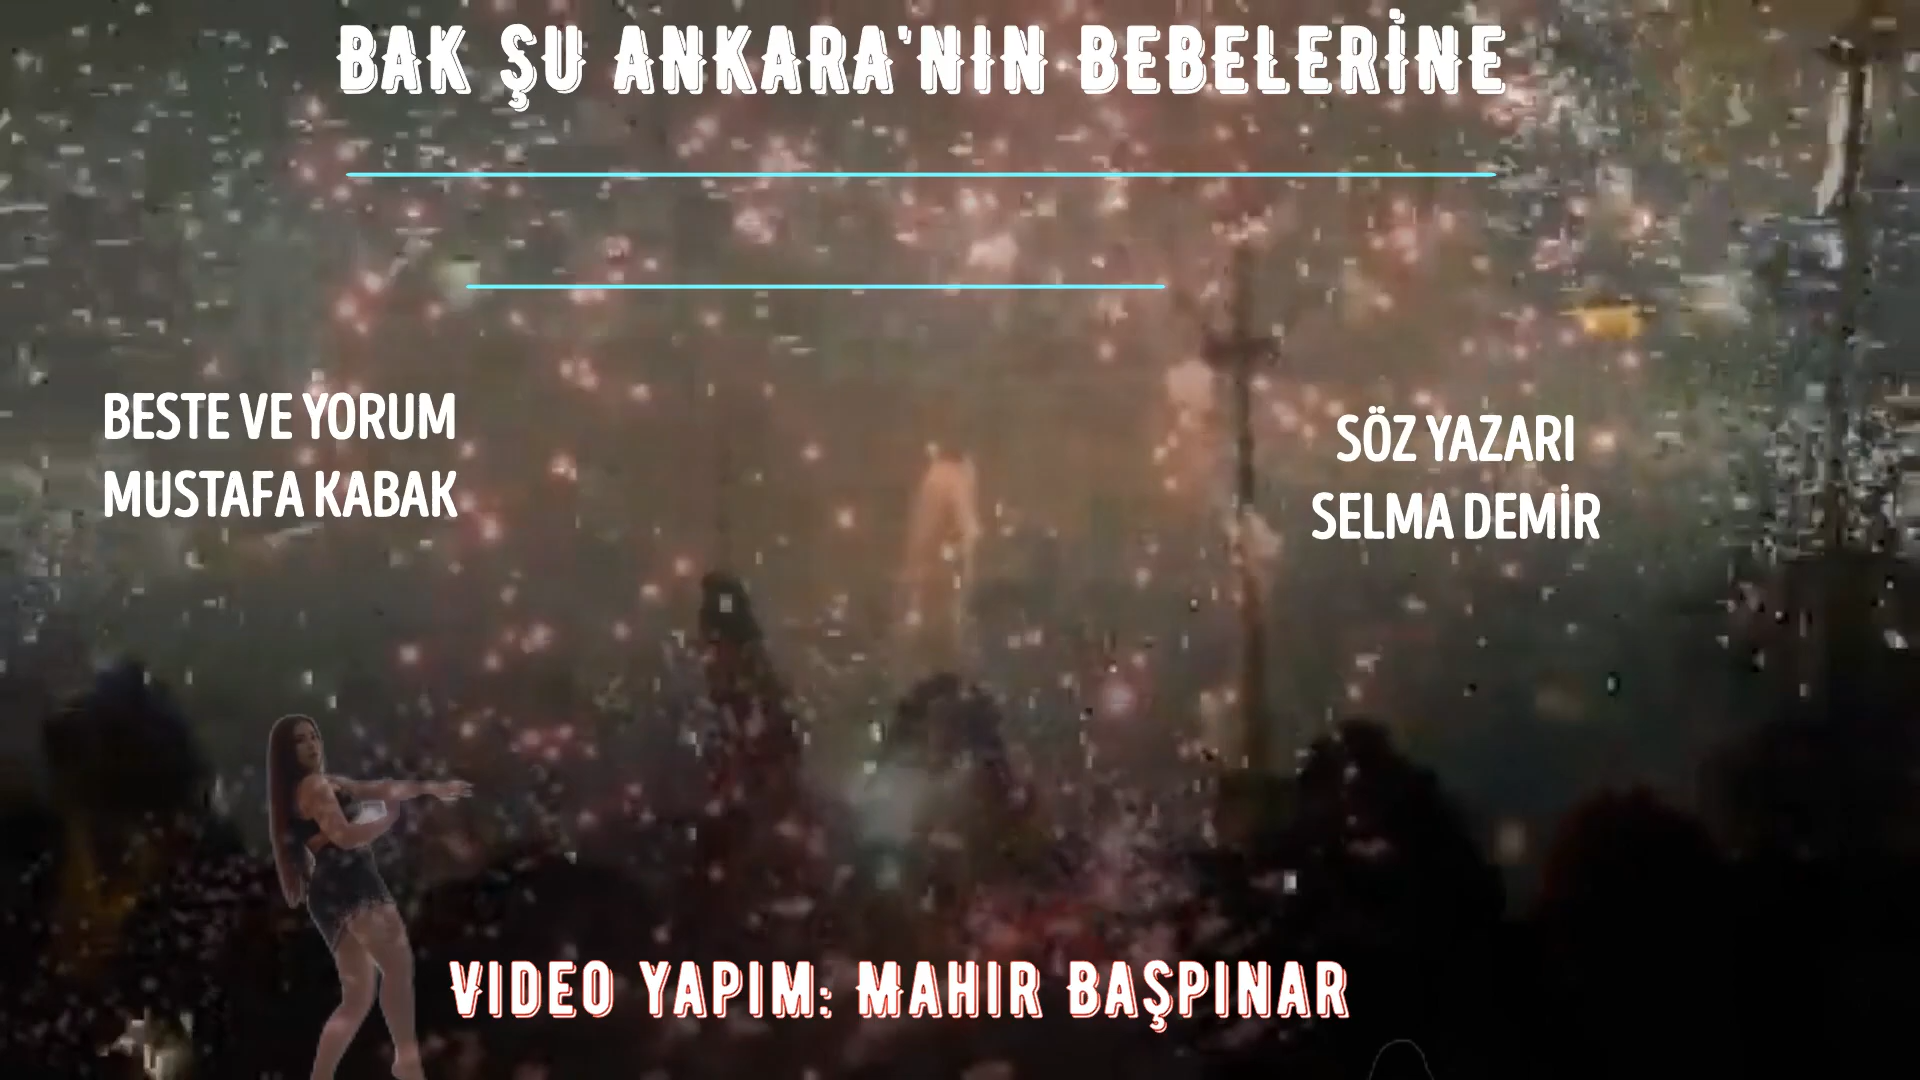 BAK ŞU ANKARA'NIN BEBELERİNE
BESTE VE YORUM
MUSTAFA KABAK
SÖZ YAZARI
SELMA DEMİR
VIDEO YAPIM: MAHIR BAŞPINAR